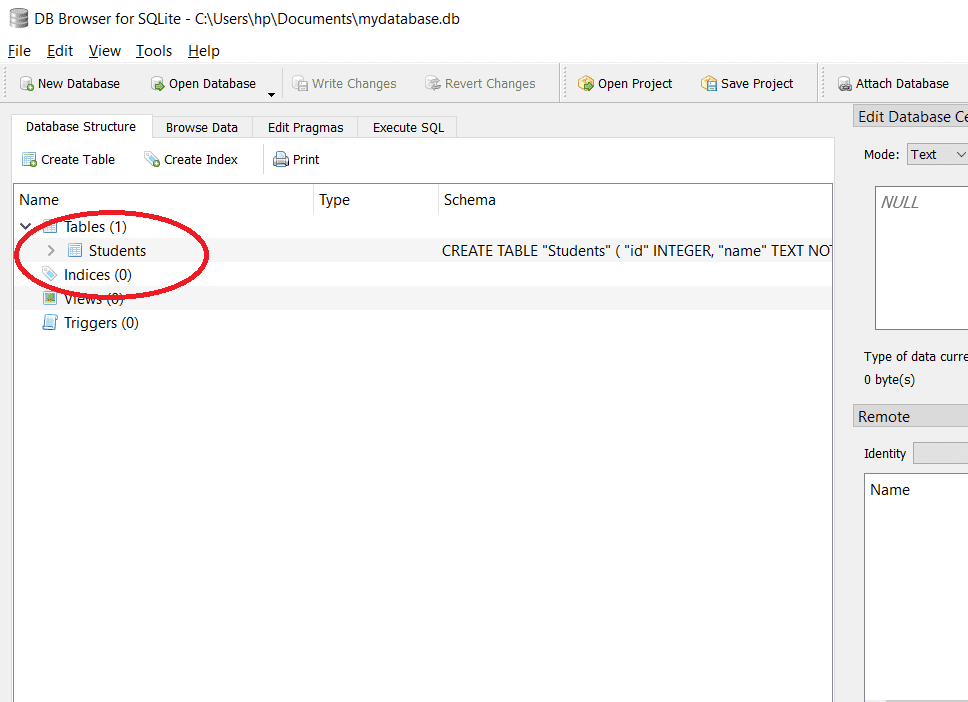 DB Browser for SQLite - C:\Users\hp\Documents\mydatabase.db
File Edit View Tools Help
New Database Open Database Write Changes Revert Changes Open Project Save Project Attach Database
Database Structure Browse Data Edit Pragmas Execute SQL
Create Table Create Index Print
Name Type Schema
Tables (1)
Students CREATE TABLE "Students" ( "id" INTEGER, "name" TEXT NOT
Indices (0)
Views (0)
Triggers (0)
Edit Database Ce
Mode: Text
NULL
Type of data curre
0 byte(s)
Remote
Identity
Name